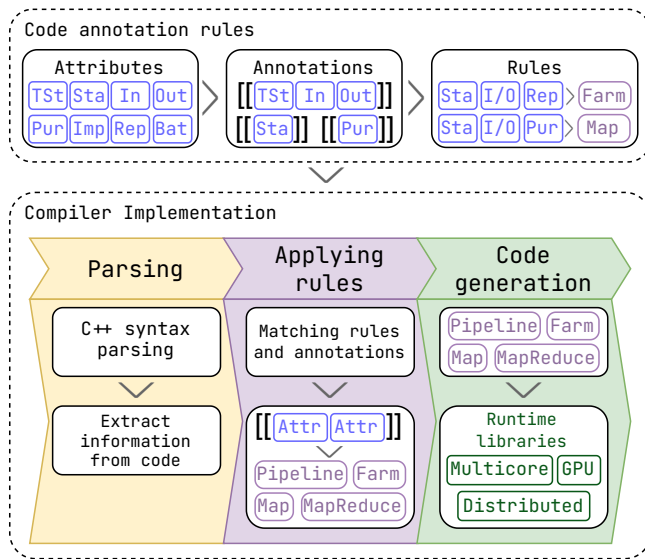 Code annotation rules
Attributes
TSt Sta In Out
Pur Imp Rep Bat
Annotations
[[TSt In Out]]
[[Sta]] [[Pur]]
Rules
Sta I/O Rep > Farm
Sta I/O Pur > Map
Compiler Implementation
Parsing
C++ syntax
parsing
Extract
information
from code
Applying
rules
Matching rules
and annotations
[[Attr Attr]]
Pipeline Farm
Map MapReduce
Code
generation
Pipeline Farm
Map MapReduce
Runtime
libraries
Multicore GPU
Distributed